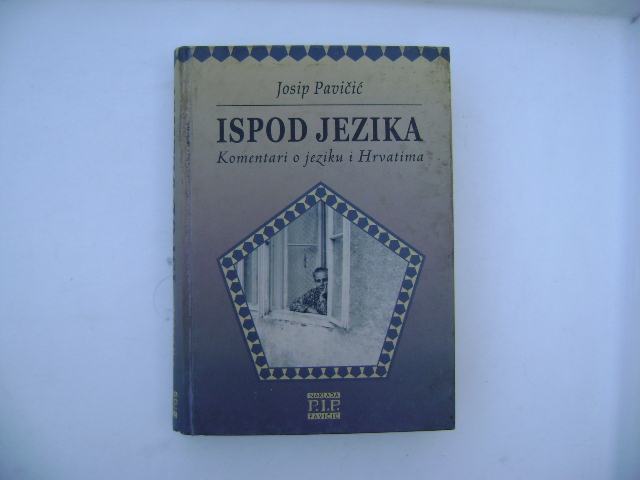 Josip Pavičić
ISPOD JEZIKA
Komentari o jeziku i Hrvatima
NAKLADA
P.I.P.
PAVIČIĆ